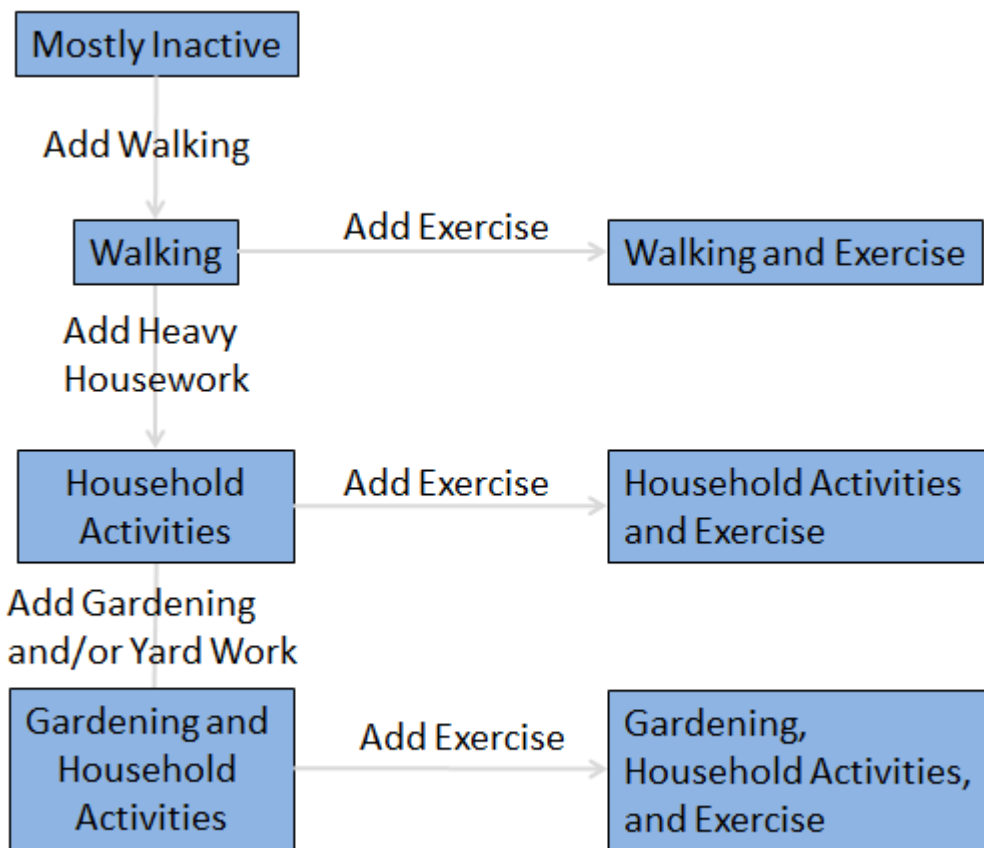 Mostly Inactive
Add Walking
Walking
Add Exercise
Walking and Exercise
Add Heavy
Housework
Household
Activities
Add Exercise
Household Activities
and Exercise
Add Gardening
and/or Yard Work
Gardening and
Household
Activities
Add Exercise
Gardening,
Household Activities,
and Exercise